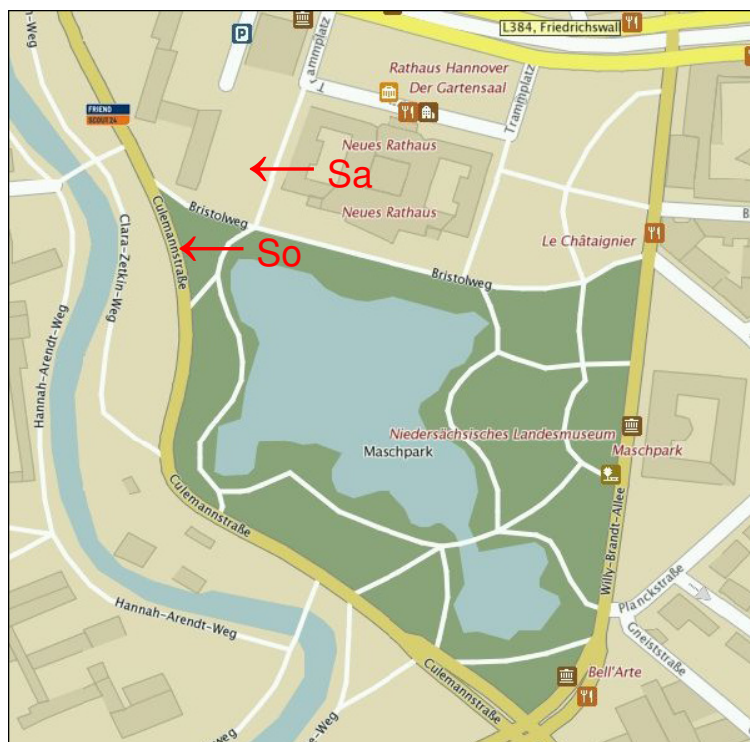 L384, Friedrichswal
Rathaus Hannover
Der Gartensaal
P
Trammplatz
FRIEND
SCOUT24
Neues Rathaus
← Sa
Neues Rathaus
Bristolweg
Culemannstraße
← So
Le Châtaignier
Bristolweg
Clara-Zetkin-Weg
Hannah-Arendt-Weg
Niedersächsisches Landesmuseum
Maschpark
Maschpark
Culemannstraße
Willy-Brandt-Allee
Planckstraße
Gneiststraße
Hannah-Arendt-Weg
Bell'Arte
Culemannstraße